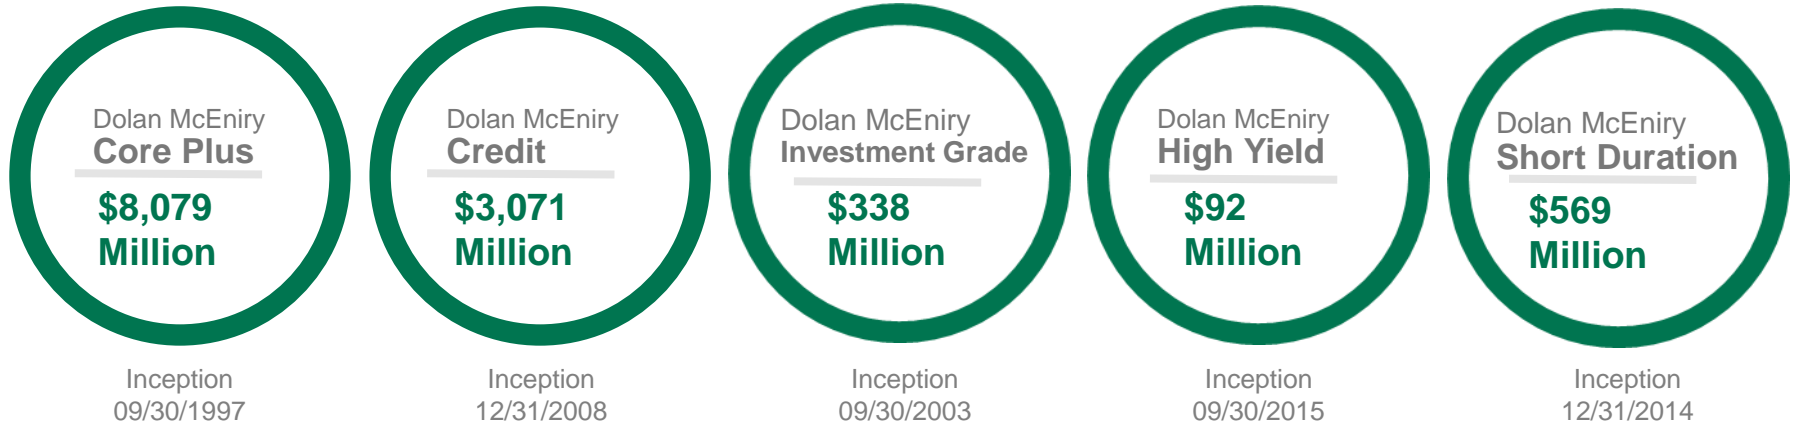 Dolan McEniry
Core Plus
$8,079
Million
Inception
09/30/1997
Dolan McEniry
Credit
$3,071
Million
Inception
12/31/2008
Dolan McEniry
Investment Grade
$338
Million
Inception
09/30/2003
Dolan McEniry
High Yield
$92
Million
Inception
09/30/2015
Dolan McEniry
Short Duration
$569
Million
Inception
12/31/2014